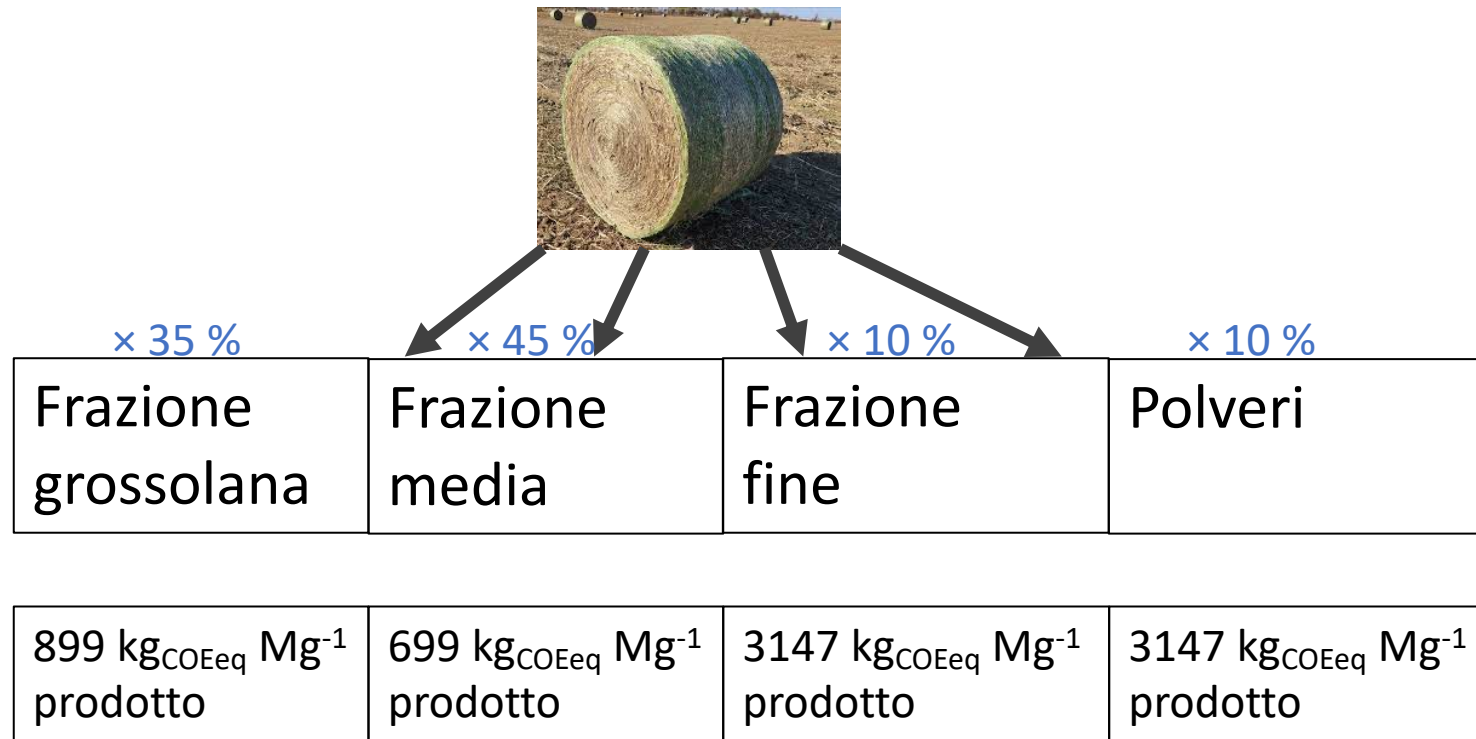 × 35 % × 45 % × 10 % × 10 %
Frazione Frazione Frazione Polveri
grossolana media fine
899 kgCOEeq Mg-1 699 kgCOEeq Mg-1 3147 kgCOEeq Mg-1 3147 kgCOEeq Mg-1
prodotto prodotto prodotto prodotto